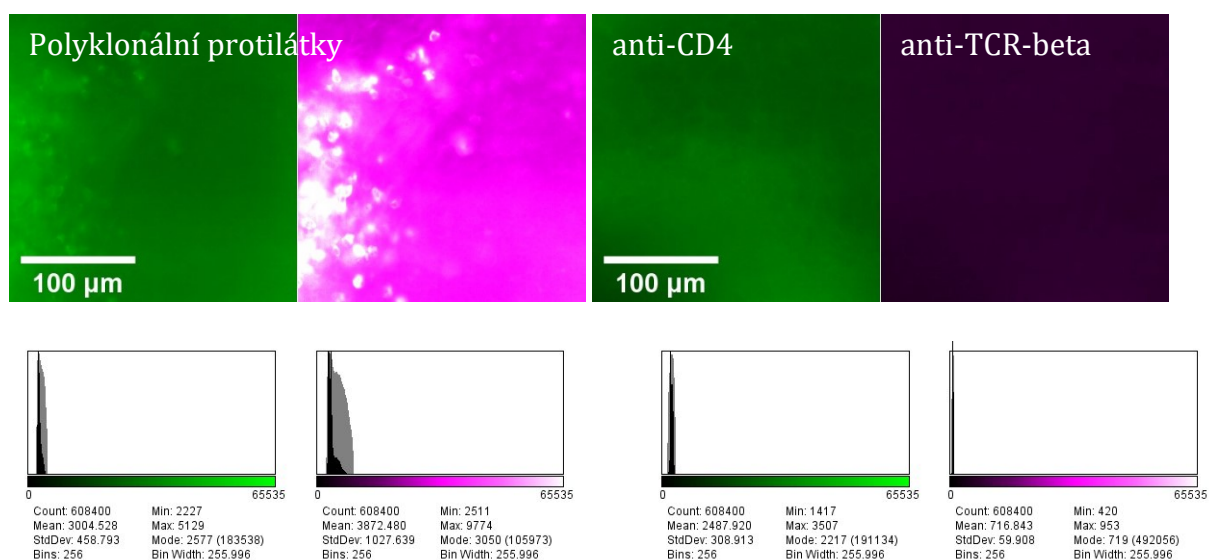 Polyklonální protilátky
anti-CD4
anti-TCR-beta
100 µm
100 µm
0
65535
Count: 608400
Min: 2227
Mean: 3004.528
Max: 5129
StdDev: 458.793
Mode: 2577 (183538)
Bins: 256
Bin Width: 255.996
0
65535
Count: 608400
Min: 2511
Mean: 3872.480
Max: 9774
StdDev: 1027.639
Mode: 3050 (105973)
Bins: 256
Bin Width: 255.996
0
65535
Count: 608400
Min: 1417
Mean: 2487.920
Max: 3507
StdDev: 308.913
Mode: 2217 (191134)
Bins: 256
Bin Width: 255.996
0
65535
Count: 608400
Min: 420
Mean: 716.843
Max: 953
StdDev: 59.908
Mode: 719 (492056)
Bins: 256
Bin Width: 255.996